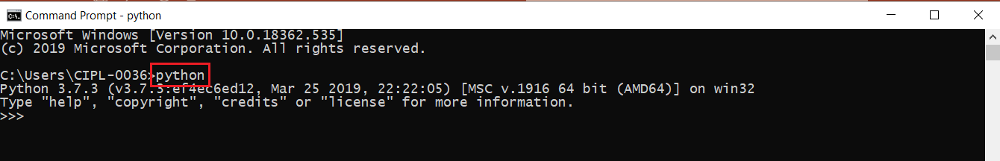 Command Prompt - python
Microsoft Windows [Version 10.0.18362.535]
(c) 2019 Microsoft Corporation. All rights reserved.
C:\Users\CIPL-0036>python
Python 3.7.3 (v3.7.3:ef4ec6ed12, Mar 25 2019, 22:22:05) [MSC v.1916 64 bit (AMD64)] on win32
Type "help", "copyright", "credits" or "license" for more information.
>>>